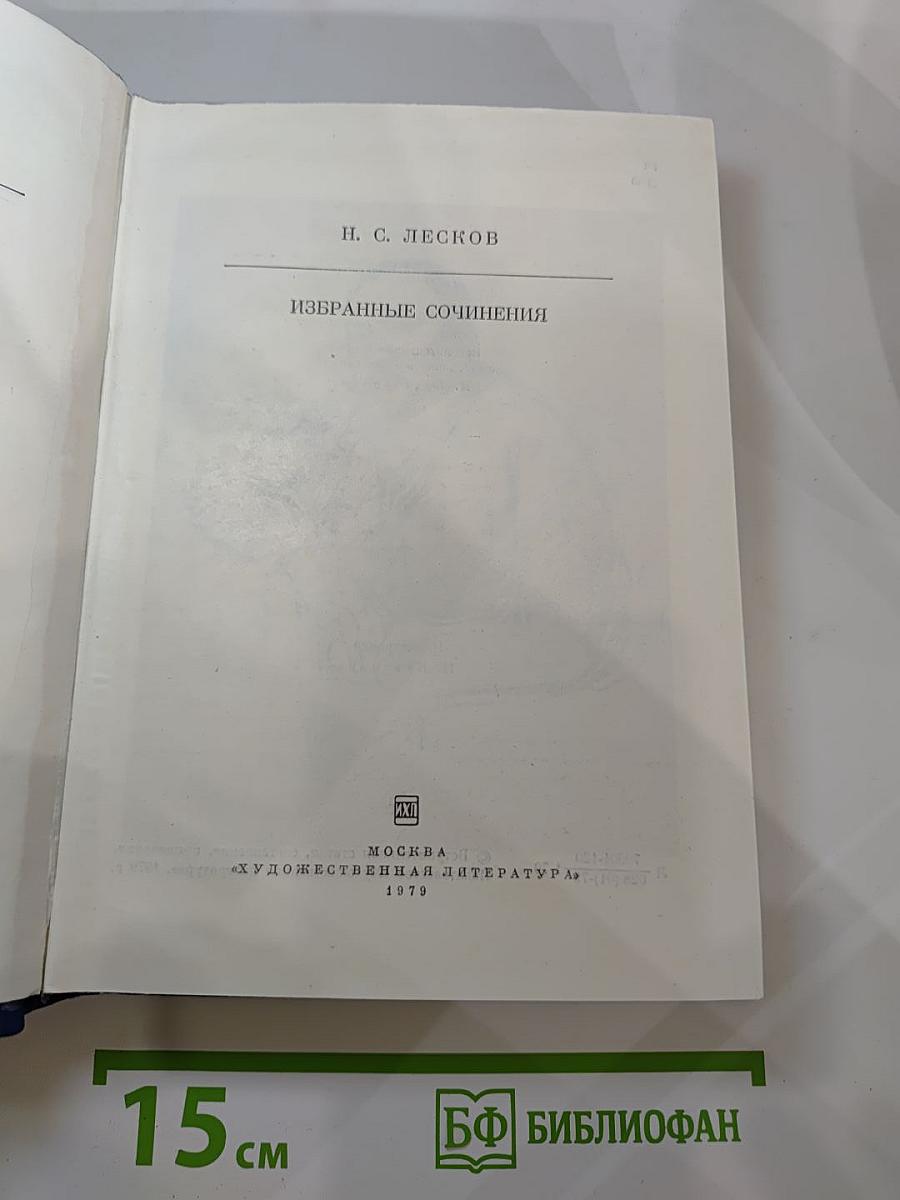 Н. С. ЛЕСКОВ
ИЗБРАННЫЕ СОЧИНЕНИЯ
ИХЛ
МОСКВА
«ХУДОЖЕСТВЕННАЯ ЛИТЕРАТУРА»
1979
15 см
БФ БИБЛИОФАН